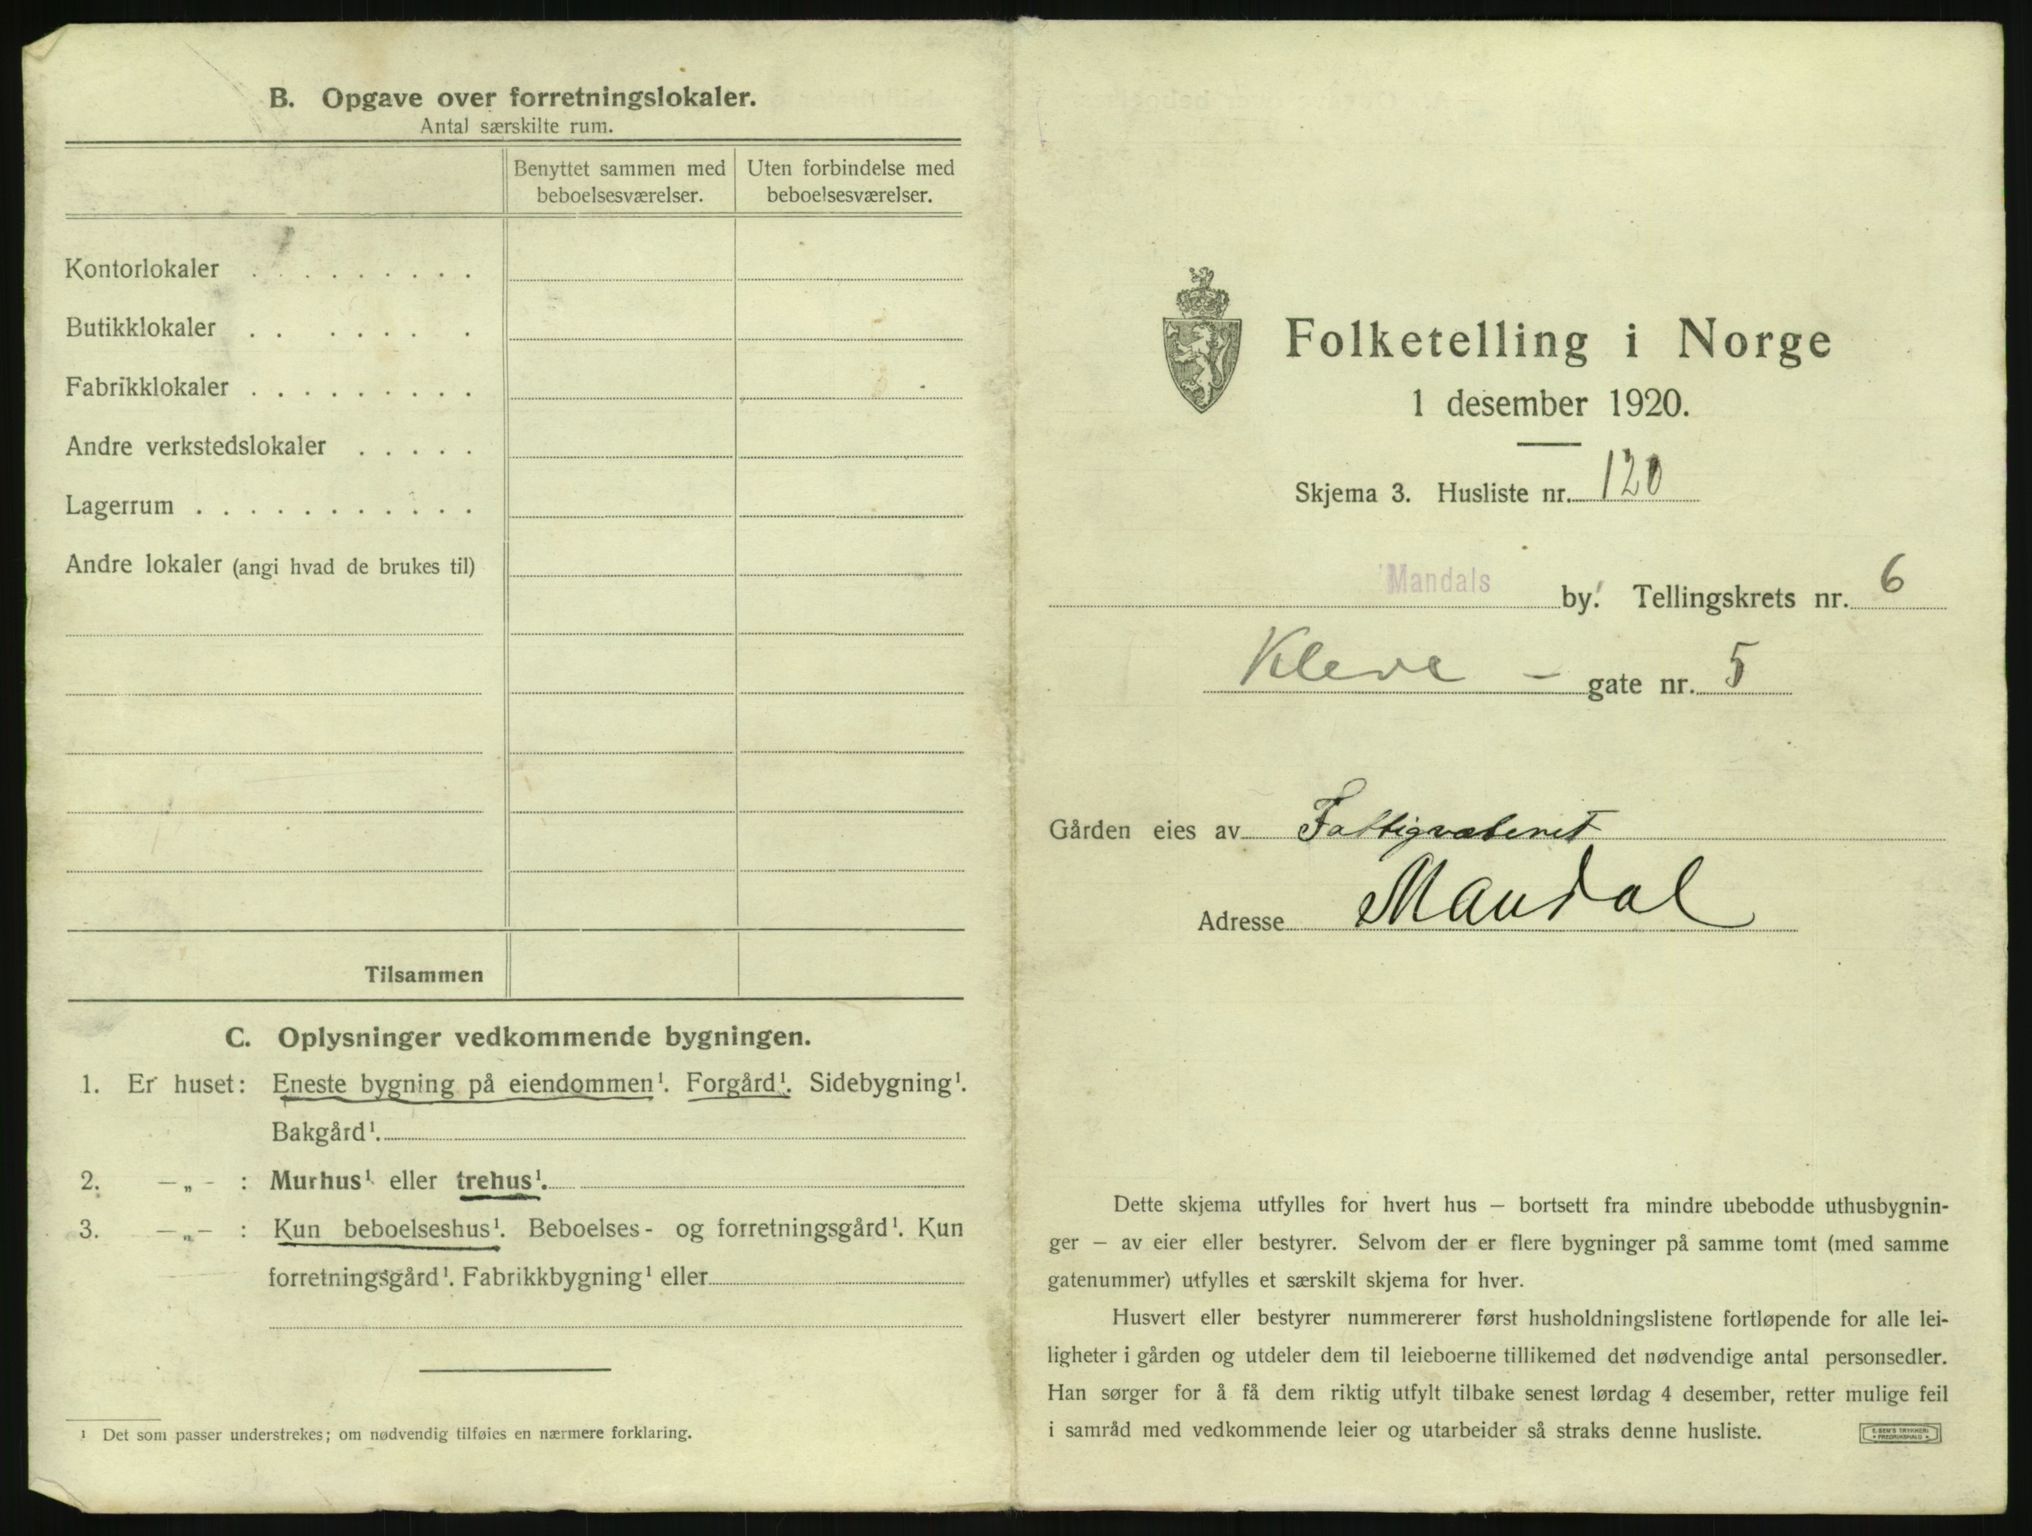 B. Opgave over forretningslokaler.
Antal særskilte rum.
Benyttet sammen med beboelsesværelser.
Uten forbindelse med beboelsesværelser.
Kontorlokaler . . . . . . . . .
Butikklokaler . . . . . . .
Fabrikklokaler . . . . . . . . .
Andre verkstedslokaler . . . . .
Lagerrum . . . . . . . . . . .
Andre lokaler (angi hvad de brukes til)
Tilsammen
C. Oplysninger vedkommende bygningen.
1. Er huset: Eneste bygning på eiendommen¹. Forgård¹. Sidebygning¹.
Bakgård¹.
2. —„— : Murhus¹ eller trehus¹.
3. —„— : Kun beboelseshus¹. Beboelses- og forretningsgård¹. Kun
forretningsgård¹. Fabrikkbygning¹ eller
¹ Det som passer understrekes; om nødvendig tilføies en nærmere forklaring.
Folketelling i Norge
1 desember 1920.
Skjema 3. Husliste nr. 120
Mandals by. Tellingskrets nr. 6
Kleve - gate nr. 5
Gården eies av Fattigvæsenet
Adresse Mandal
Dette skjema utfylles for hvert hus — bortsett fra mindre ubebodde uthusbygnin-
ger — av eier eller bestyrer. Selvom der er flere bygninger på samme tomt (med samme
gatenummer) utfylles et særskilt skjema for hver.
Husvert eller bestyrer nummererer først husholdningslistene fortløpende for alle lei-
ligheter i gården og utdeler dem til leieboerne tillikemed det nødvendige antal personsedler.
Han sørger for å få dem riktig utfylt tilbake senest lørdag 4 desember, retter mulige feil
i samråd med vedkommende leier og utarbeider så straks denne husliste.